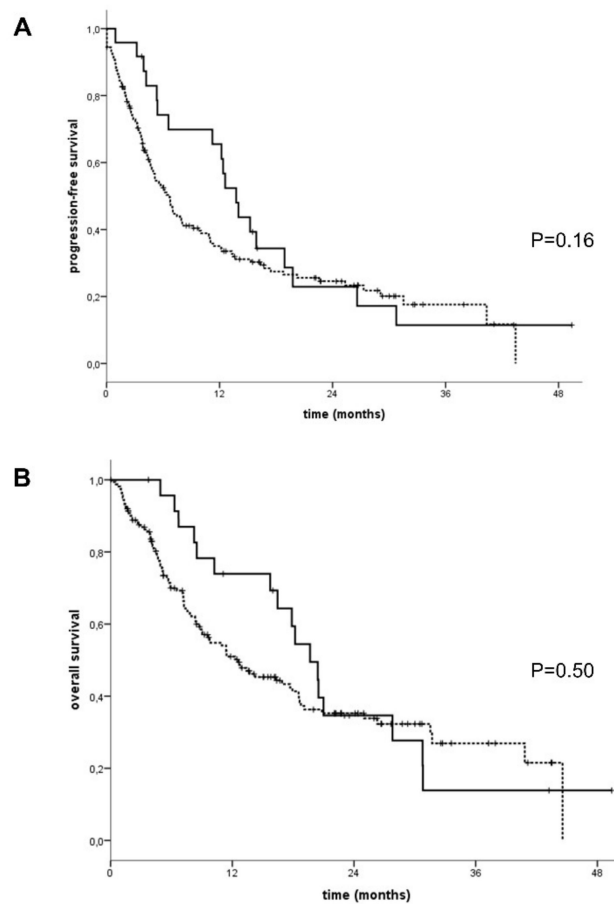 A
1,0
0,8
0,6
0,4
0,2
0,0
progression-free survival
P=0.16
0 12 24 36 48
time (months)
B
1,0
0,8
0,6
0,4
0,2
0,0
overall survival
P=0.50
0 12 24 36 48
time (months)